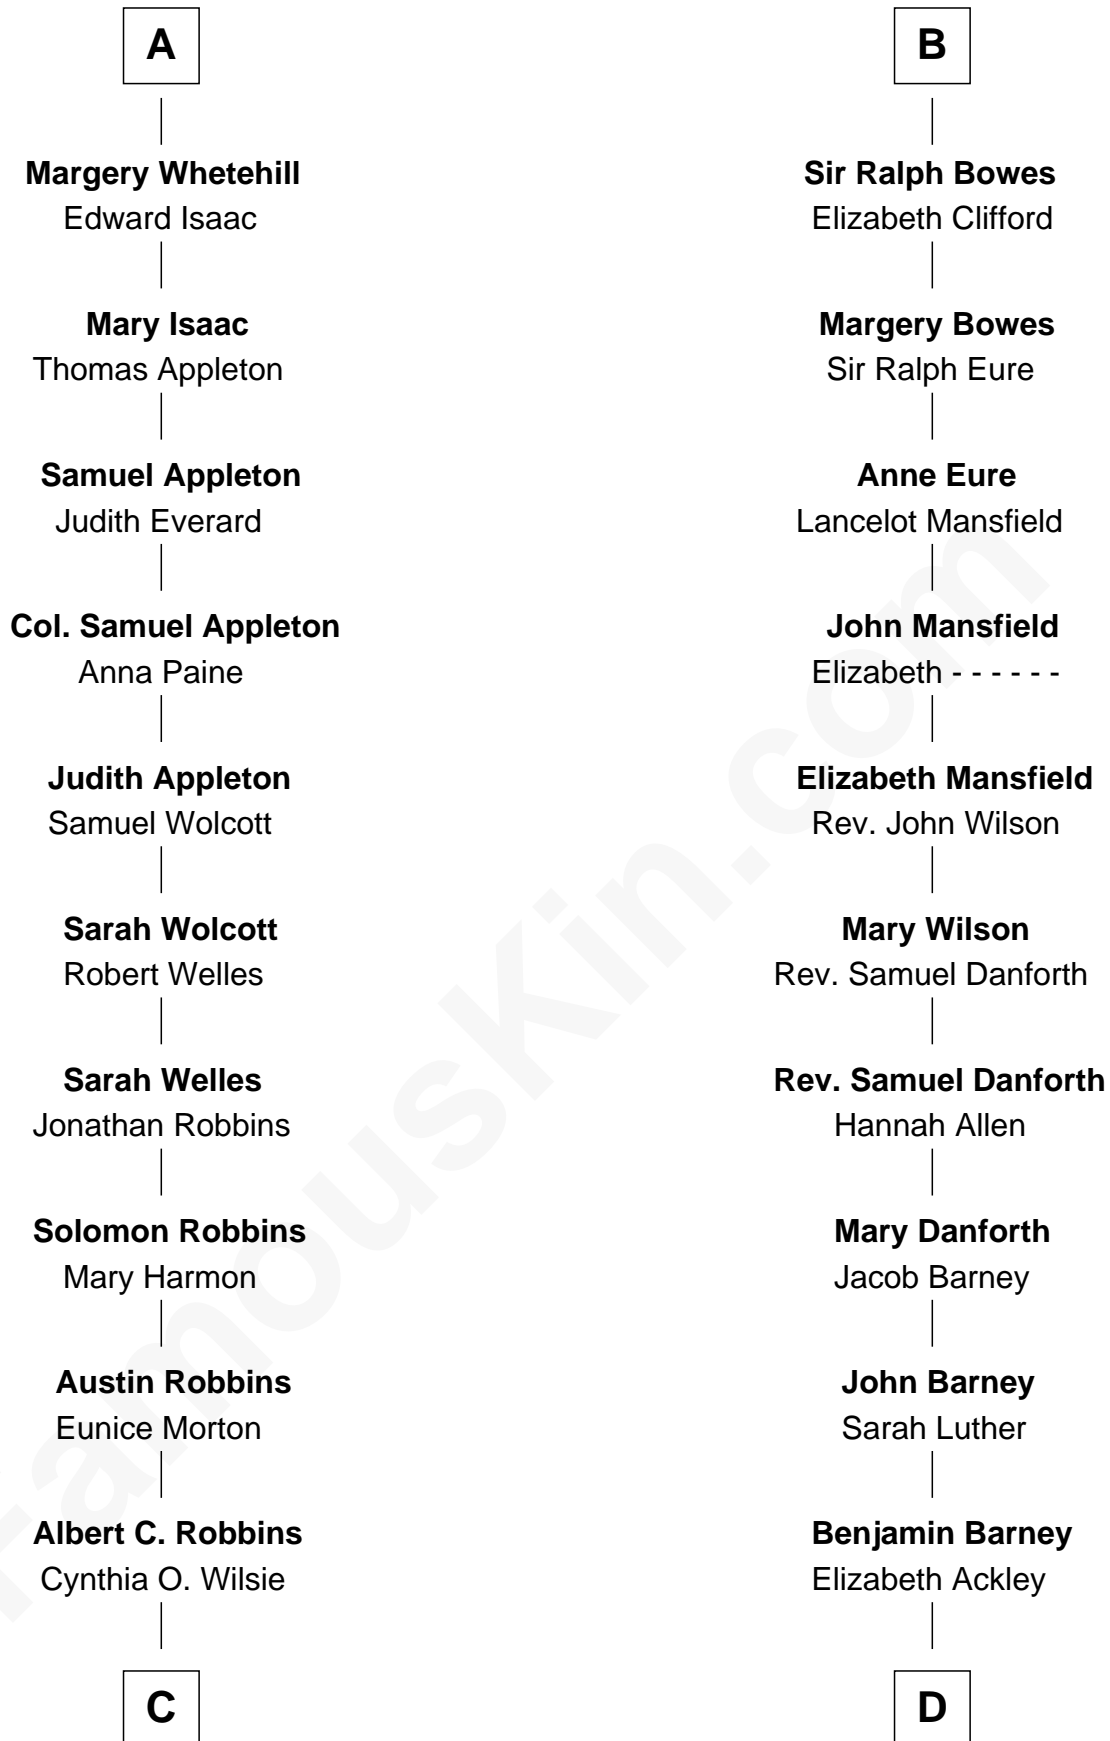 A
Margery Whetehill
Edward Isaac
Mary Isaac
Thomas Appleton
Samuel Appleton
Judith Everard
Col. Samuel Appleton
Anna Paine
Judith Appleton
Samuel Wolcott
Sarah Wolcott
Robert Welles
Sarah Welles
Jonathan Robbins
Solomon Robbins
Mary Harmon
Austin Robbins
Eunice Morton
Albert C. Robbins
Cynthia O. Wilsie
C
B
Sir Ralph Bowes
Elizabeth Clifford
Margery Bowes
Sir Ralph Eure
Anne Eure
Lancelot Mansfield
John Mansfield
Elizabeth - - - - - -
Elizabeth Mansfield
Rev. John Wilson
Mary Wilson
Rev. Samuel Danforth
Rev. Samuel Danforth
Hannah Allen
Mary Danforth
Jacob Barney
John Barney
Sarah Luther
Benjamin Barney
Elizabeth Ackley
D
FamousKin.com